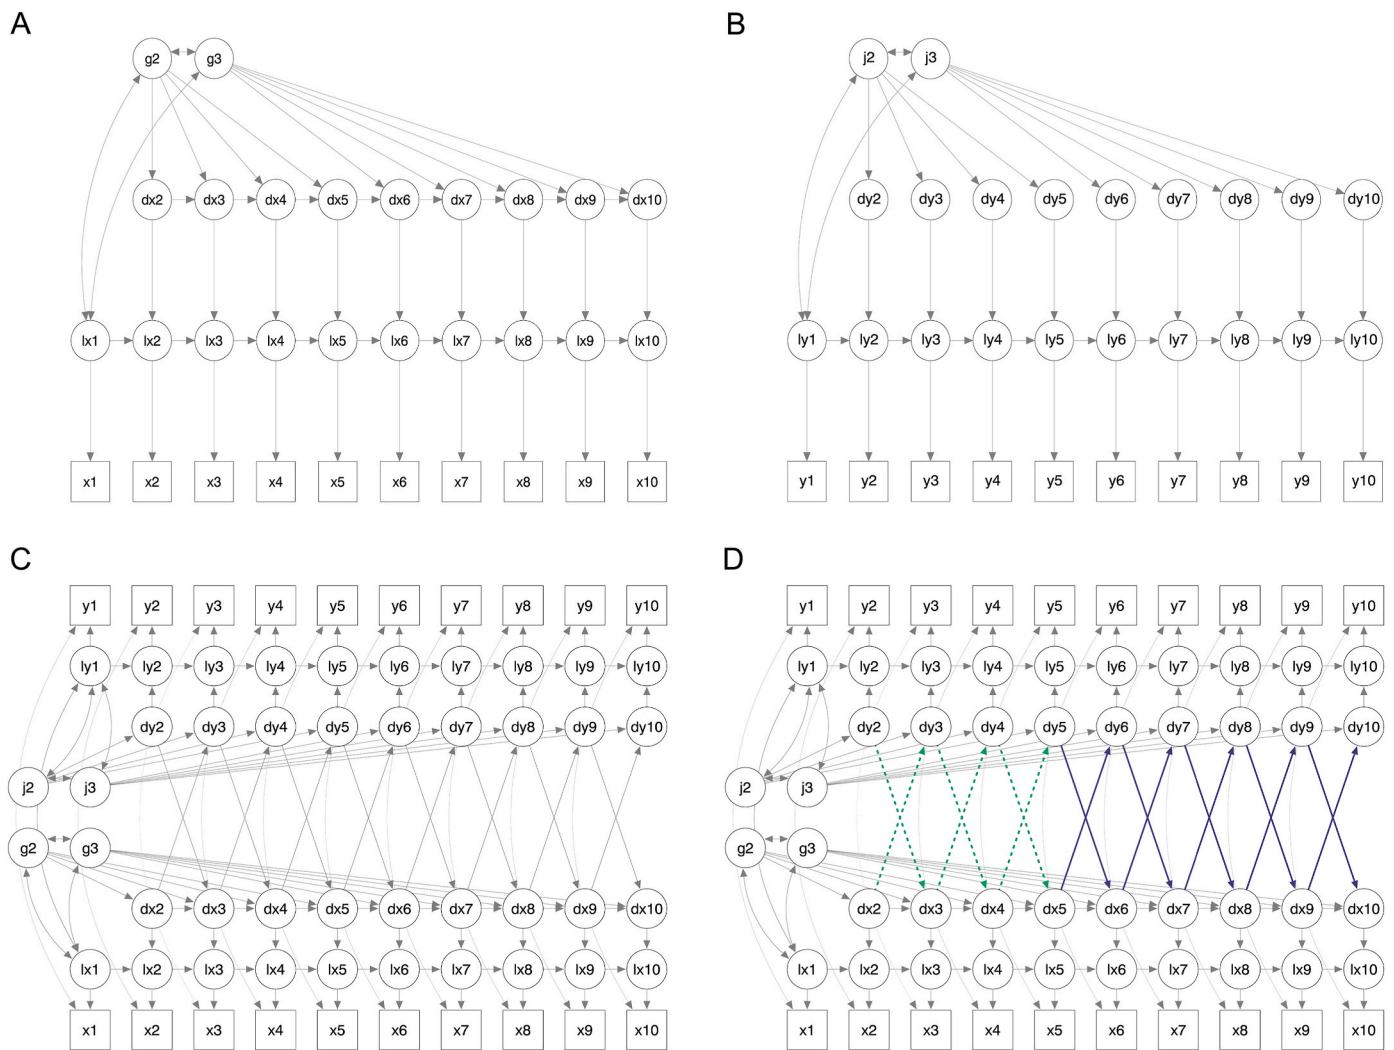 A
g2 g3
dx2 dx3 dx4 dx5 dx6 dx7 dx8 dx9 dx10
lx1 lx2 lx3 lx4 lx5 lx6 lx7 lx8 lx9 lx10
x1 x2 x3 x4 x5 x6 x7 x8 x9 x10
B
j2 j3
dy2 dy3 dy4 dy5 dy6 dy7 dy8 dy9 dy10
ly1 ly2 ly3 ly4 ly5 ly6 ly7 ly8 ly9 ly10
y1 y2 y3 y4 y5 y6 y7 y8 y9 y10
C
y1 y2 y3 y4 y5 y6 y7 y8 y9 y10
ly1 ly2 ly3 ly4 ly5 ly6 ly7 ly8 ly9 ly10
dy2 dy3 dy4 dy5 dy6 dy7 dy8 dy9 dy10
j2 j3
g2 g3
dx2 dx3 dx4 dx5 dx6 dx7 dx8 dx9 dx10
lx1 lx2 lx3 lx4 lx5 lx6 lx7 lx8 lx9 lx10
x1 x2 x3 x4 x5 x6 x7 x8 x9 x10
D
y1 y2 y3 y4 y5 y6 y7 y8 y9 y10
ly1 ly2 ly3 ly4 ly5 ly6 ly7 ly8 ly9 ly10
dy2 dy3 dy4 dy5 dy6 dy7 dy8 dy9 dy10
j2 j3
g2 g3
dx2 dx3 dx4 dx5 dx6 dx7 dx8 dx9 dx10
lx1 lx2 lx3 lx4 lx5 lx6 lx7 lx8 lx9 lx10
x1 x2 x3 x4 x5 x6 x7 x8 x9 x10